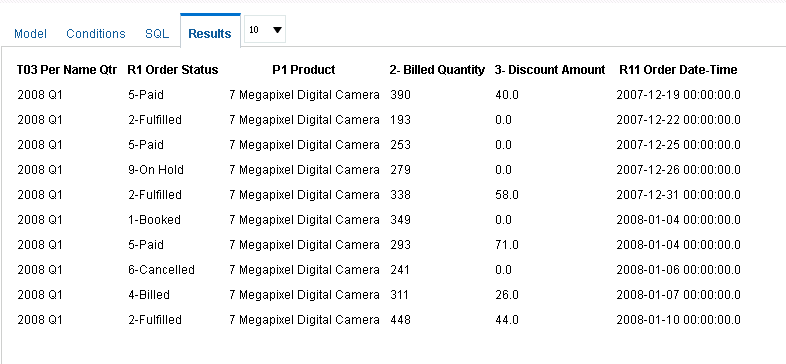 Model Conditions SQL Results 10
T03 Per Name Qtr R1 Order Status P1 Product 2- Billed Quantity 3- Discount Amount R11 Order Date-Time
2008 Q1 5-Paid 7 Megapixel Digital Camera 390 40.0 2007-12-19 00:00:00.0
2008 Q1 2-Fulfilled 7 Megapixel Digital Camera 193 0.0 2007-12-22 00:00:00.0
2008 Q1 5-Paid 7 Megapixel Digital Camera 253 0.0 2007-12-25 00:00:00.0
2008 Q1 9-On Hold 7 Megapixel Digital Camera 279 0.0 2007-12-26 00:00:00.0
2008 Q1 2-Fulfilled 7 Megapixel Digital Camera 338 58.0 2007-12-31 00:00:00.0
2008 Q1 1-Booked 7 Megapixel Digital Camera 349 0.0 2008-01-04 00:00:00.0
2008 Q1 5-Paid 7 Megapixel Digital Camera 293 71.0 2008-01-04 00:00:00.0
2008 Q1 6-Cancelled 7 Megapixel Digital Camera 241 0.0 2008-01-06 00:00:00.0
2008 Q1 4-Billed 7 Megapixel Digital Camera 311 26.0 2008-01-07 00:00:00.0
2008 Q1 2-Fulfilled 7 Megapixel Digital Camera 448 44.0 2008-01-10 00:00:00.0